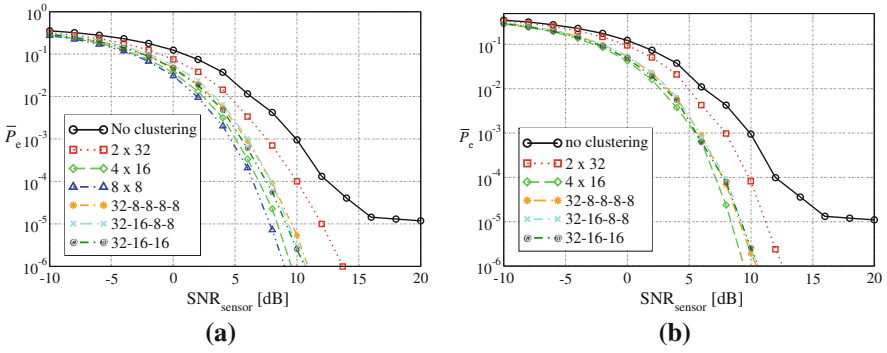 10^0
10^-1
10^-2
10^-3
10^-4
10^-5
10^-6
P̅_e
No clustering
2 x 32
4 x 16
8 x 8
32-8-8-8-8
32-16-8-8
32-16-16
-10 -5 0 5 10 15 20
SNR_sensor [dB]
(a)
10^-1
10^-2
10^-3
10^-4
10^-5
10^-6
P̅_e
no clustering
2 x 32
4 x 16
32-8-8-8-8
32-16-8-8
32-16-16
-10 -5 0 5 10 15 20
SNR_sensor [dB]
(b)